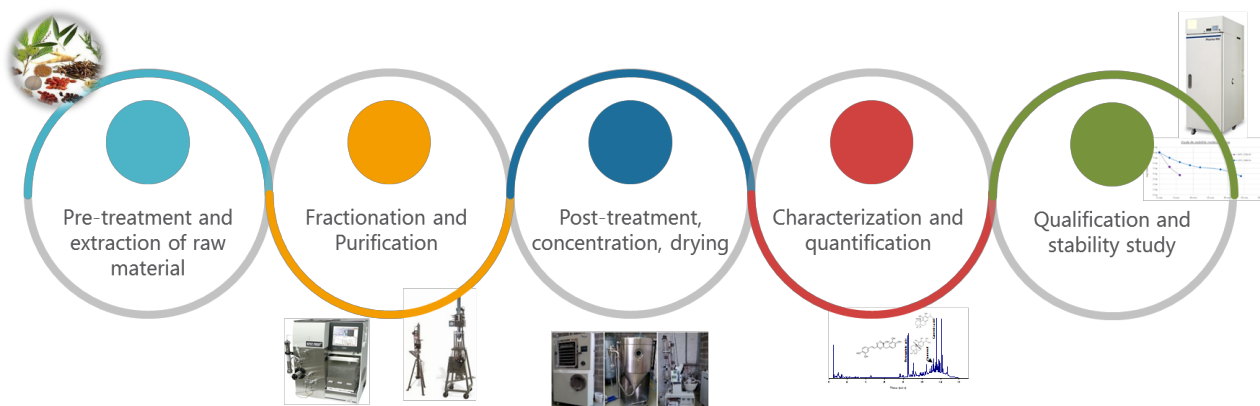 Pre-treatment and
extraction of raw
material
Fractionation and
Purification
Post-treatment,
concentration, drying
Characterization and
quantification
Qualification and
stability study